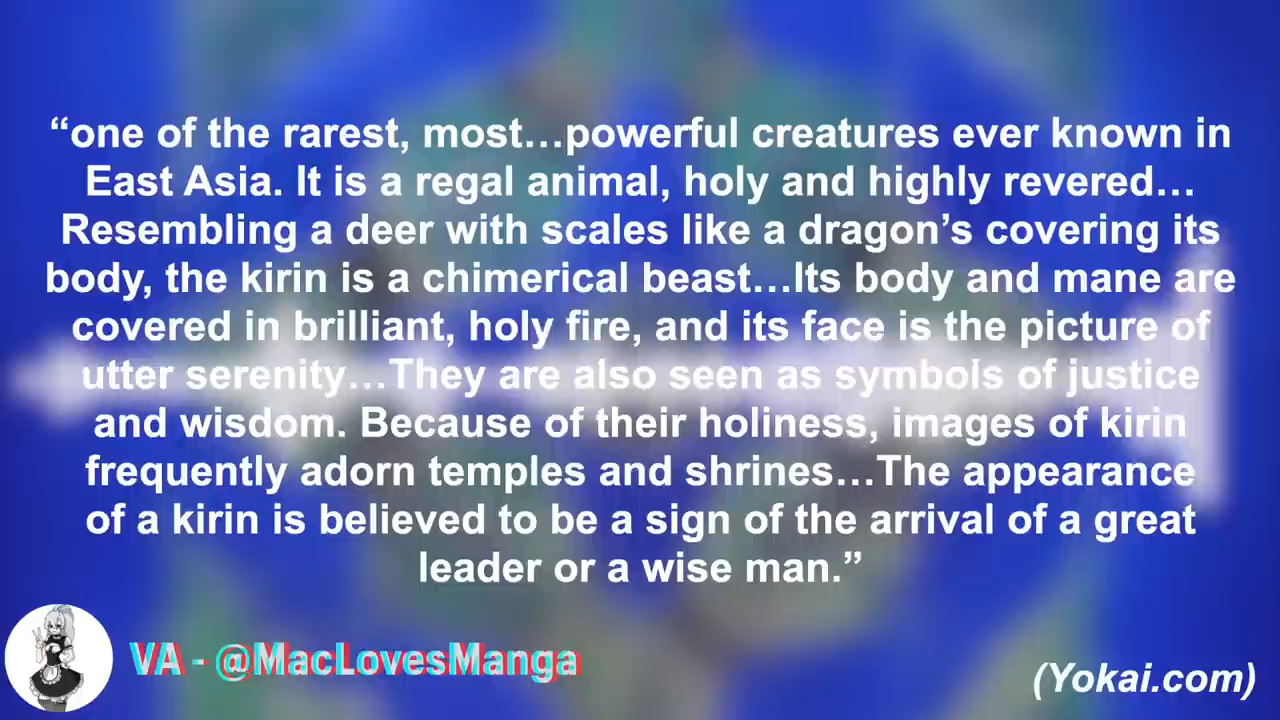 “one of the rarest, most…powerful creatures ever known in
East Asia. It is a regal animal, holy and highly revered…
Resembling a deer with scales like a dragon’s covering its
body, the kirin is a chimerical beast…Its body and mane are
covered in brilliant, holy fire, and its face is the picture of
utter serenity…They are also seen as symbols of justice
and wisdom. Because of their holiness, images of kirin
frequently adorn temples and shrines…The appearance
of a kirin is believed to be a sign of the arrival of a great
leader or a wise man.”
VA - @MacLovesManga
(Yokai.com)